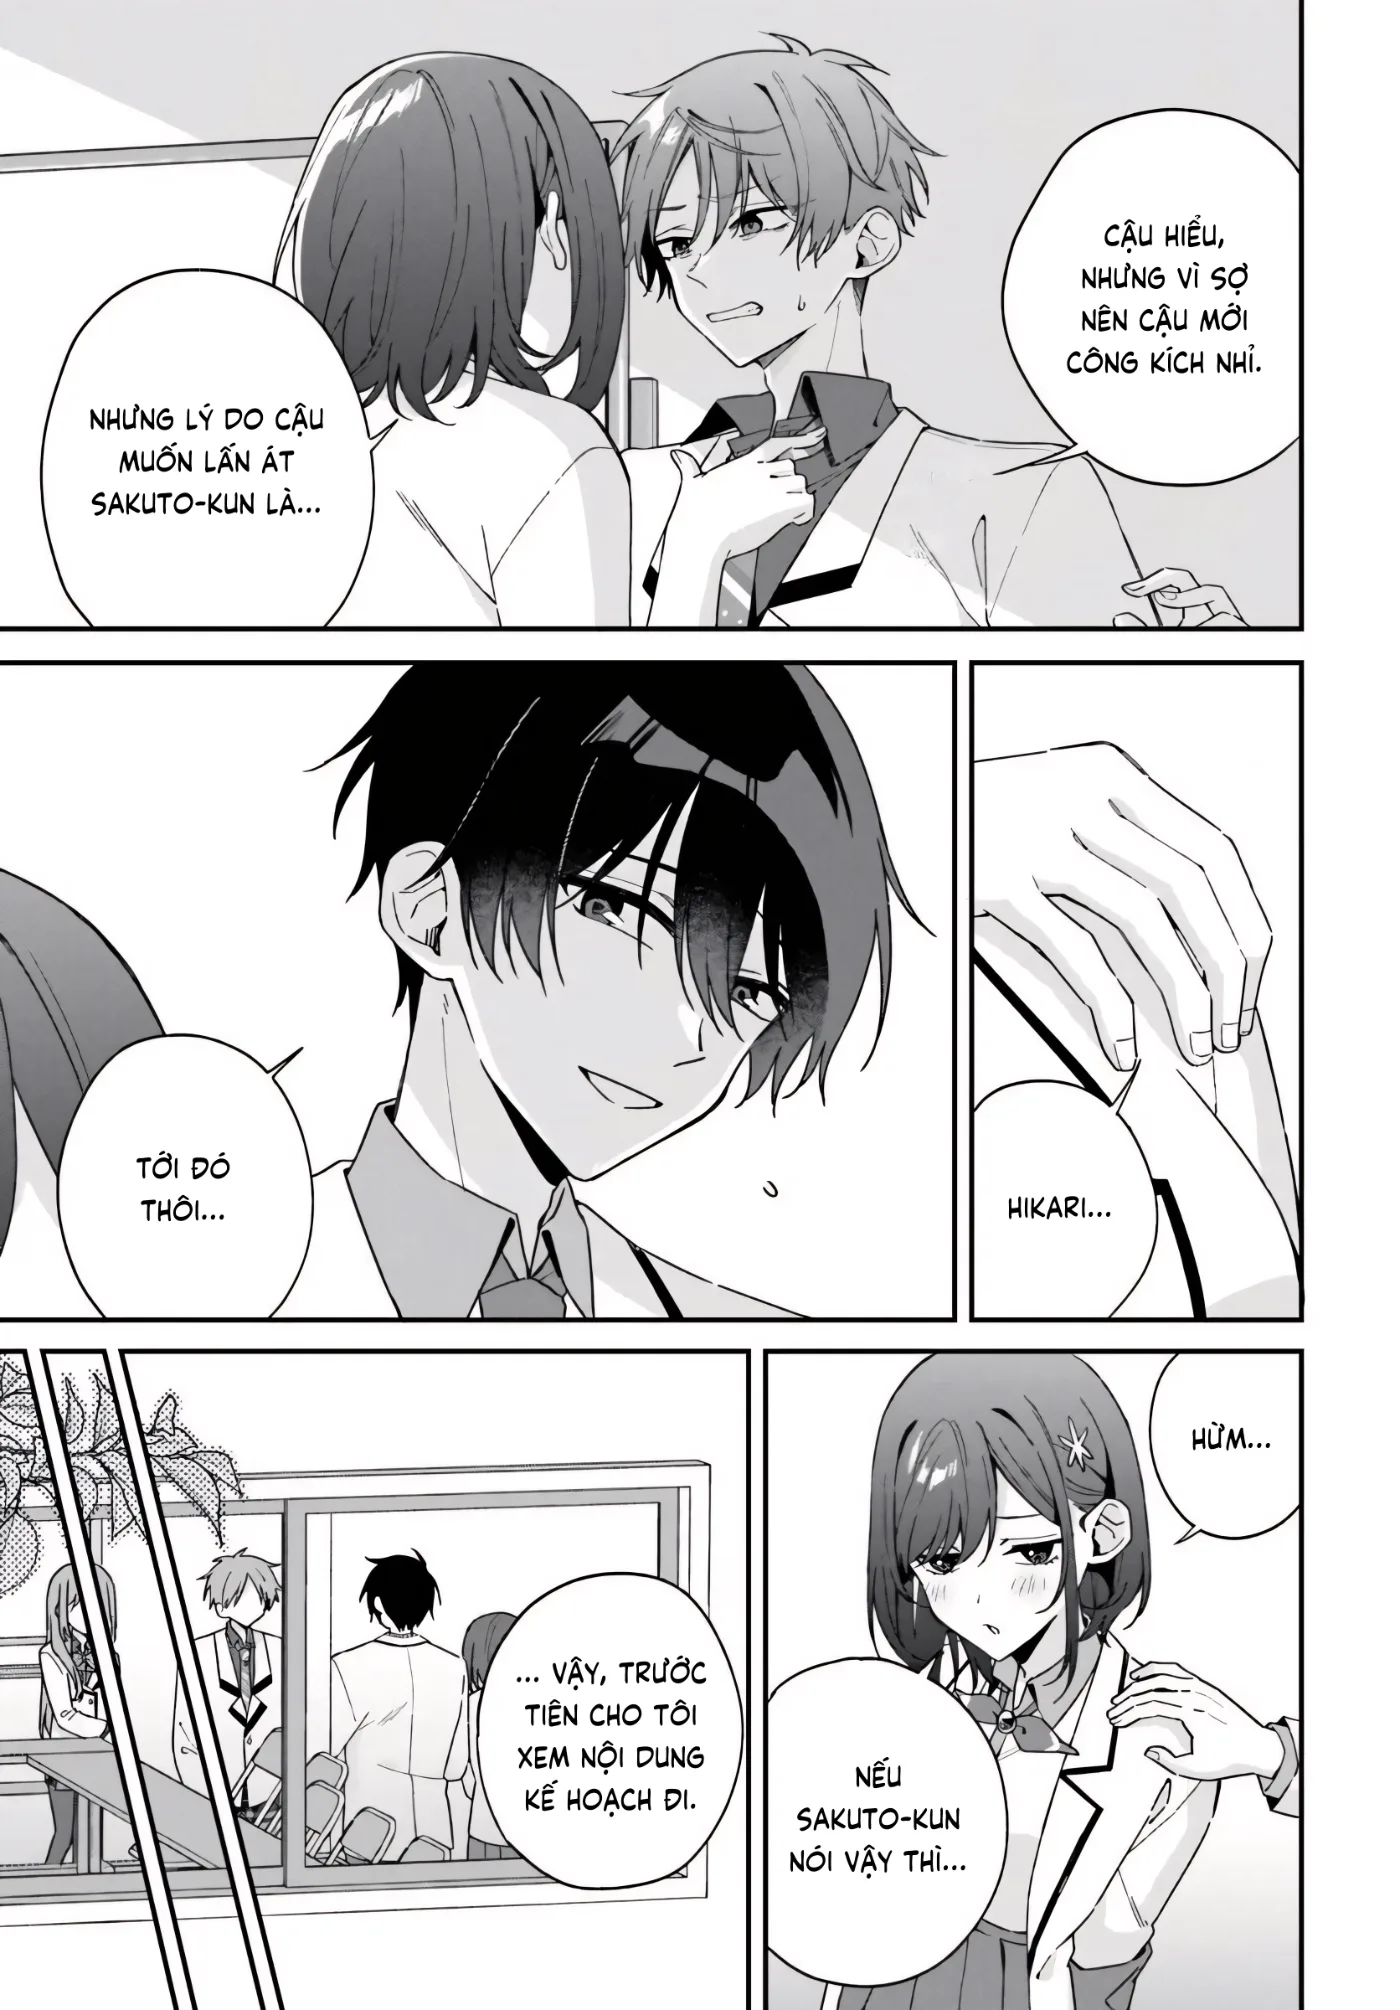 CẬU HIỂU,
NHƯNG VÌ SỢ
NÊN CẬU MỚI
CÔNG KÍCH NHỈ.
NHƯNG LÝ DO CẬU
MUỐN LẤN ÁT
SAKUTO-KUN LÀ...
HIKARI...
TỚI ĐÓ
THÔI...
HỪM...
NẾU
SAKUTO-KUN
NÓI VẬY THÌ...
... VẬY, TRƯỚC
TIÊN CHO TÔI
XEM NỘI DUNG
KẾ HOẠCH ĐI.